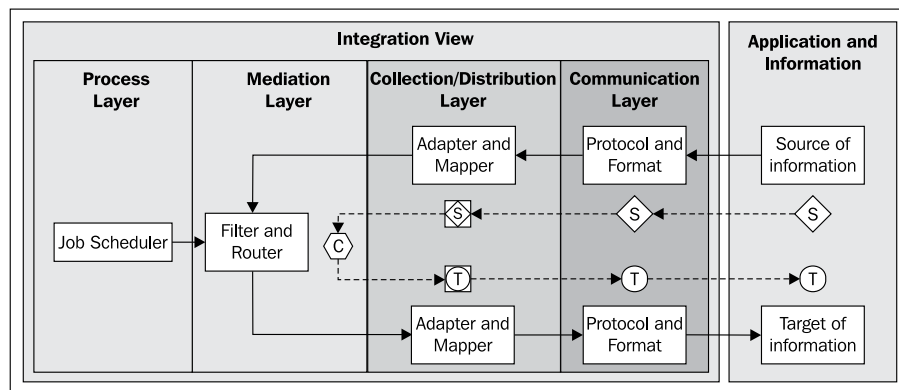 Integration View
Application and
Information
Process
Layer
Mediation
Layer
Collection/Distribution
Layer
Communication
Layer
Adapter and
Mapper
Protocol and
Format
Source of
information
S
S
S
Job Scheduler
Filter and
Router
C
T
T
T
Adapter and
Mapper
Protocol and
Format
Target of
information